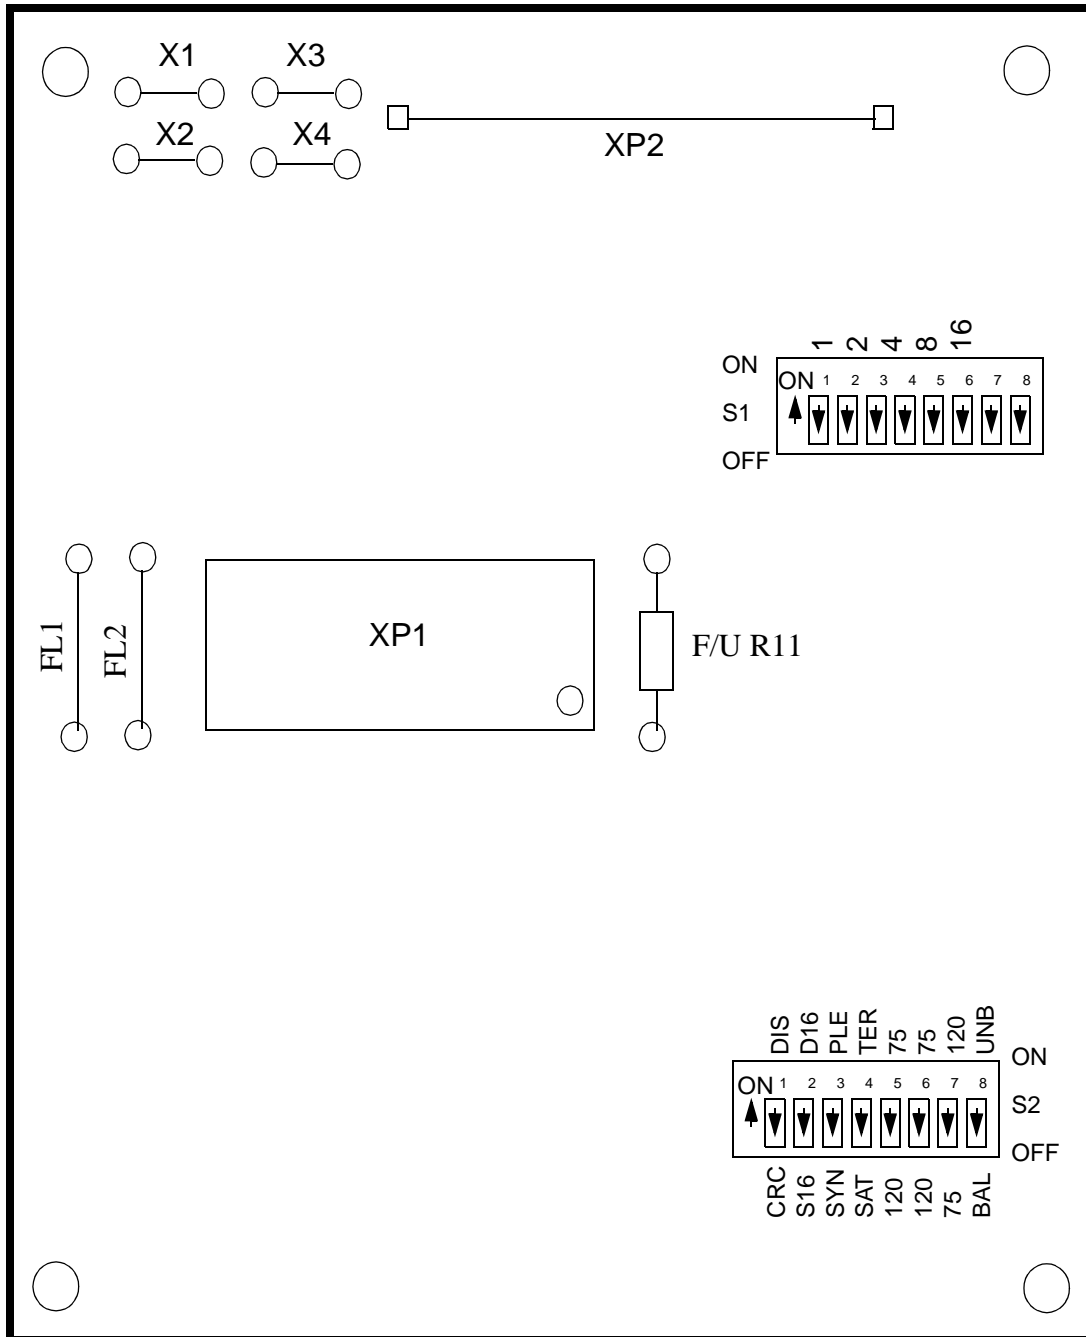 X1 X3
X2 X4
XP2
1 2 4 8 16
ON
ON 1 2 3 4 5 6 7 8
S1
OFF
FL1 FL2 XP1 F/U R11
DIS D16 PLE TER 75 75 120 UNB
ON
ON 1 2 3 4 5 6 7 8
S2
OFF
CRC S16 SYN SAT 120 120 75 BAL